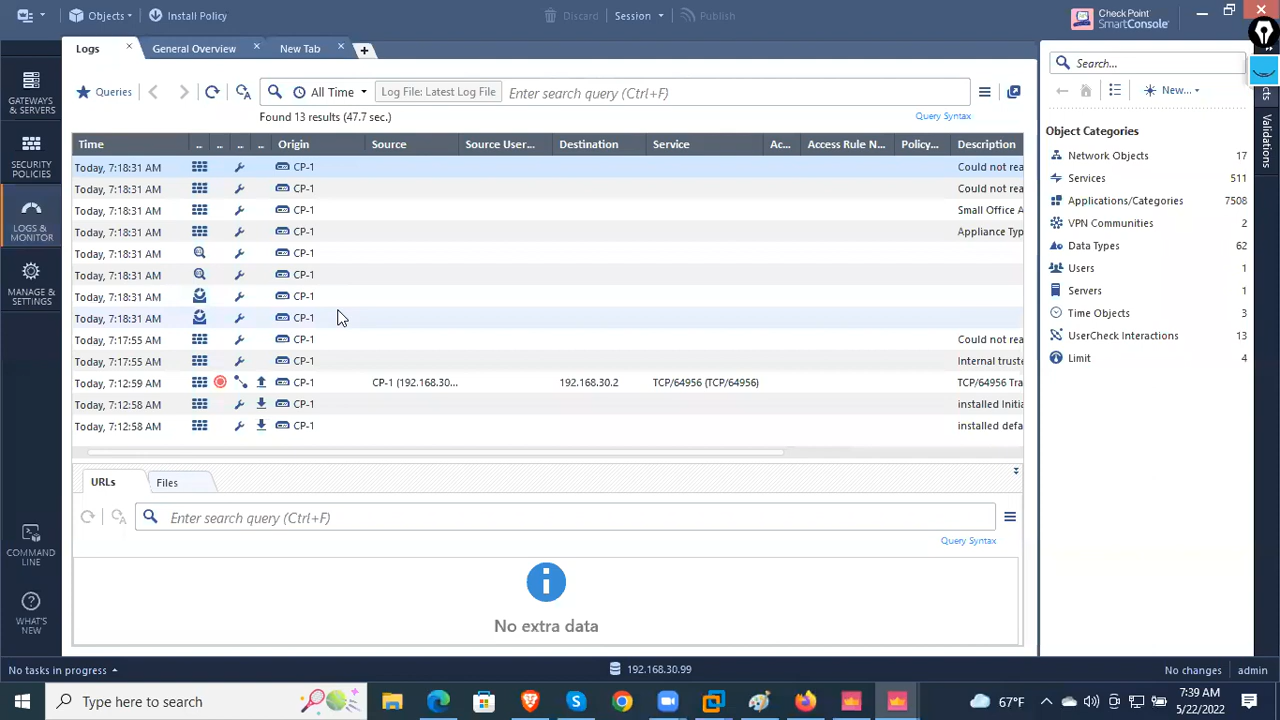 Objects
Install Policy
Discard
Session
Publish
Check Point
SmartConsole
Logs
General Overview
New Tab
Queries
All Time
Log File: Latest Log File
Enter search query (Ctrl+F)
Found 13 results (47.7 sec.)
Query Syntax
Time .. .. .. .. Origin Source Source User... Destination Service Ac... Access Rule N... Policy... Description
Today, 7:18:31 AM CP-1 Could not rea
Today, 7:18:31 AM CP-1 Could not rea
Today, 7:18:31 AM CP-1 Small Office A
Today, 7:18:31 AM CP-1 Appliance Typ
Today, 7:18:31 AM CP-1
Today, 7:18:31 AM CP-1
Today, 7:18:31 AM CP-1
Today, 7:18:31 AM CP-1
Today, 7:17:55 AM CP-1 Could not rea
Today, 7:17:55 AM CP-1 Internal truste
Today, 7:12:59 AM CP-1 CP-1 (192.168.30... 192.168.30.2 TCP/64956 (TCP/64956) TCP/64956 Tra
Today, 7:12:58 AM CP-1 installed Initia
Today, 7:12:58 AM CP-1 installed defa
URLs
Files
Enter search query (Ctrl+F)
Query Syntax
No extra data
GATEWAYS
& SERVERS
SECURITY
POLICIES
LOGS &
MONITOR
MANAGE &
SETTINGS
COMMAND
LINE
WHAT'S
NEW
Search...
New...
Object Categories
Network Objects 17
Services 511
Applications/Categories 7508
VPN Communities 2
Data Types 62
Users 1
Servers 1
Time Objects 3
UserCheck Interactions 13
Limit 4
Validations
No tasks in progress
192.168.30.99
No changes
admin
Type here to search
67°F
7:39 AM
5/22/2022